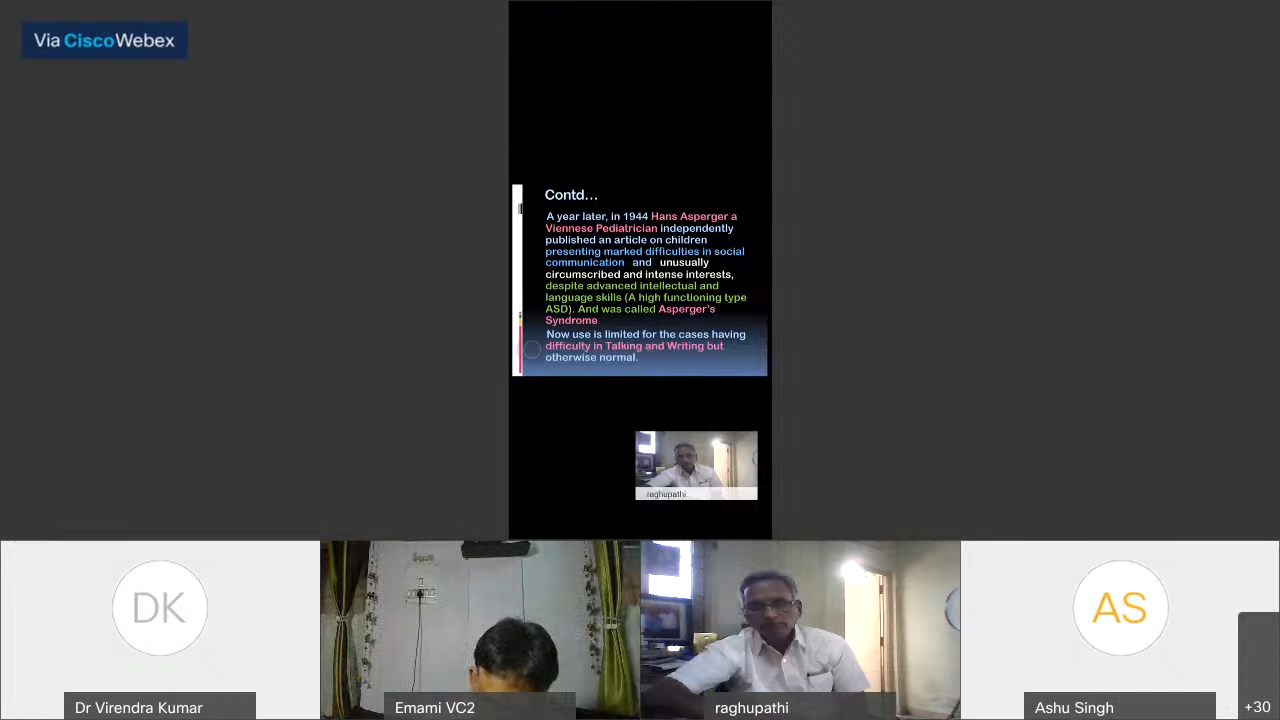 Via CiscoWebex
Contd...
A year later, in 1944 Hans Asperger a
Viennese Pediatrician independently
published an article on children
presenting marked difficulties in social
communication and unusually
circumscribed and intense interests,
despite advanced intellectual and
language skills (A high functioning type
ASD). And was called Asperger's
Syndrome
Now use is limited for the cases having
difficulty in Talking and Writing but
otherwise normal.
raghupathi
DK
AS
Dr Virendra Kumar
Emami VC2
raghupathi
Ashu Singh
+30